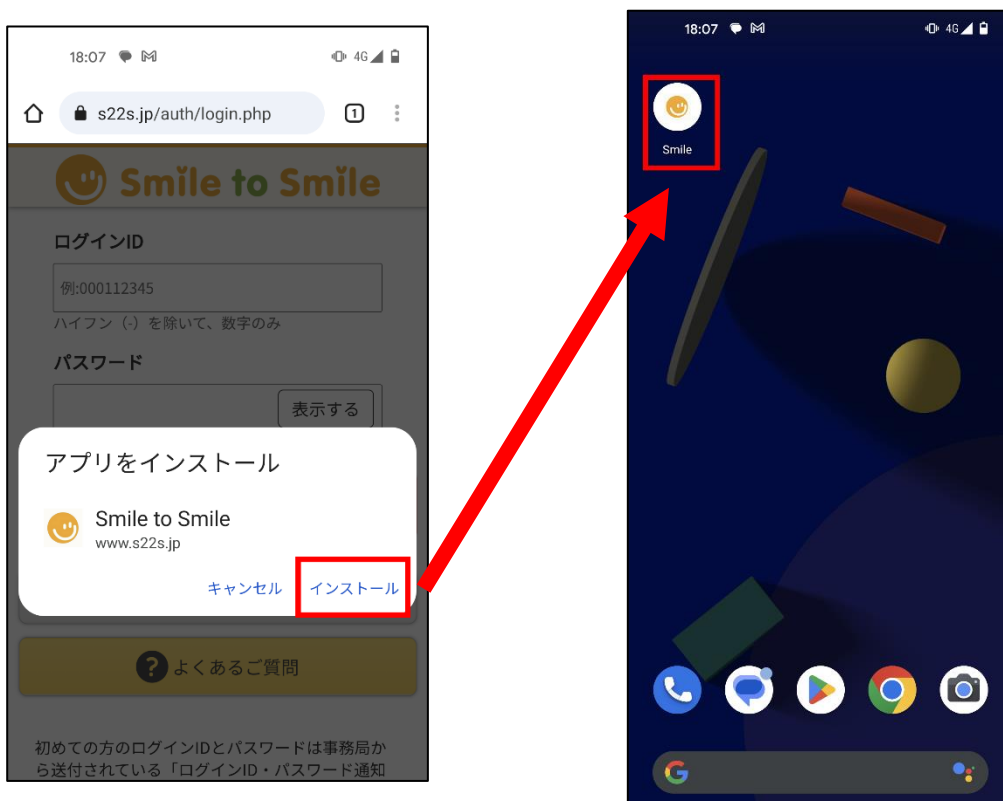 18:07 4G
s22s.jp/auth/login.php 1
Smile to Smile
ログインID
例:000112345
ハイフン（-）を除いて、数字のみ
パスワード
表示する
アプリをインストール
Smile to Smile
www.s22s.jp
キャンセル インストール
?よくあるご質問
初めての方のログインIDとパスワードは事務局か
ら送付されている「ログインID・パスワード通知
18:07 4G
Smile
G